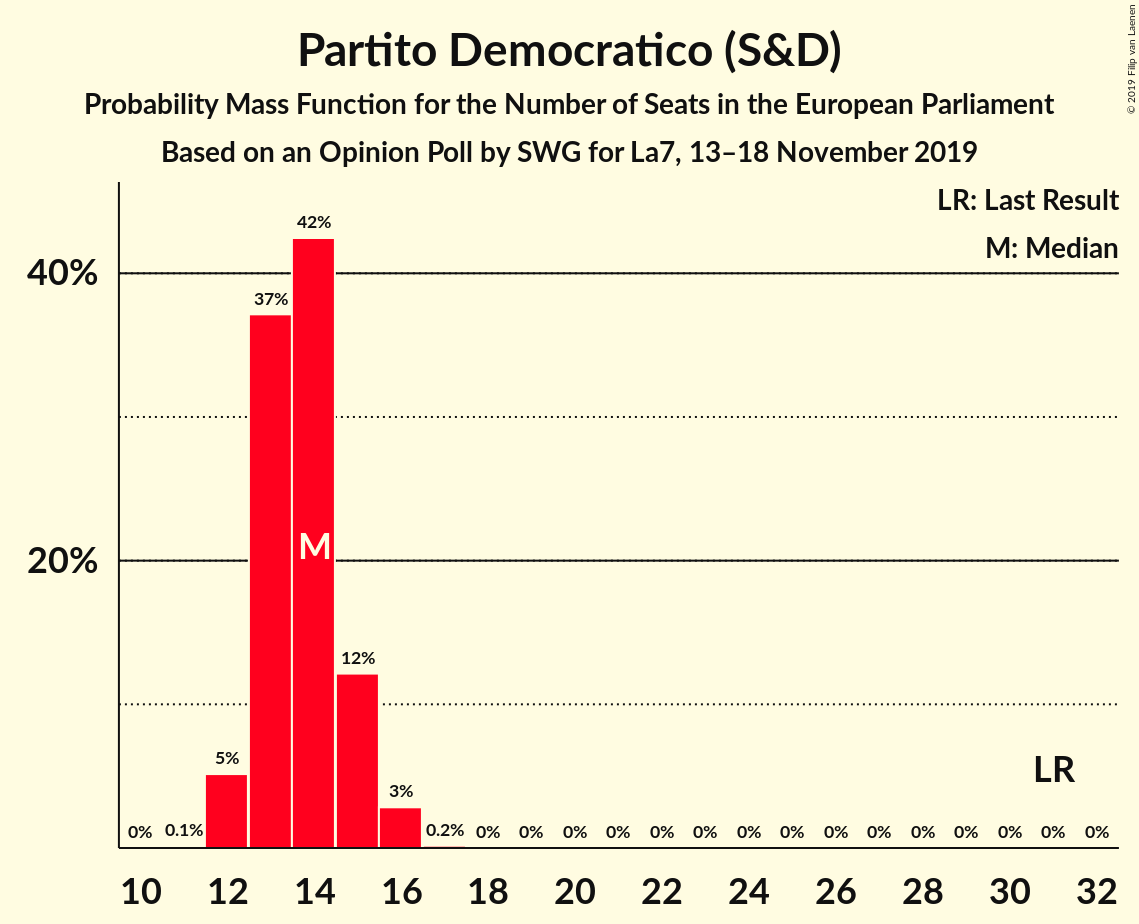 Partito Democratico (S&D)
Probability Mass Function for the Number of Seats in the European Parliament
Based on an Opinion Poll by SWG for La7, 13–18 November 2019
© 2019 Filip van Laenen
LR: Last Result
M: Median
40%
20%
0% 0.1% 5% 37% 42% 12% 3% 0.2% 0% 0% 0% 0% 0% 0% 0% 0% 0% 0% 0% 0% 0% 0% 0%
M
LR
10 12 14 16 18 20 22 24 26 28 30 32